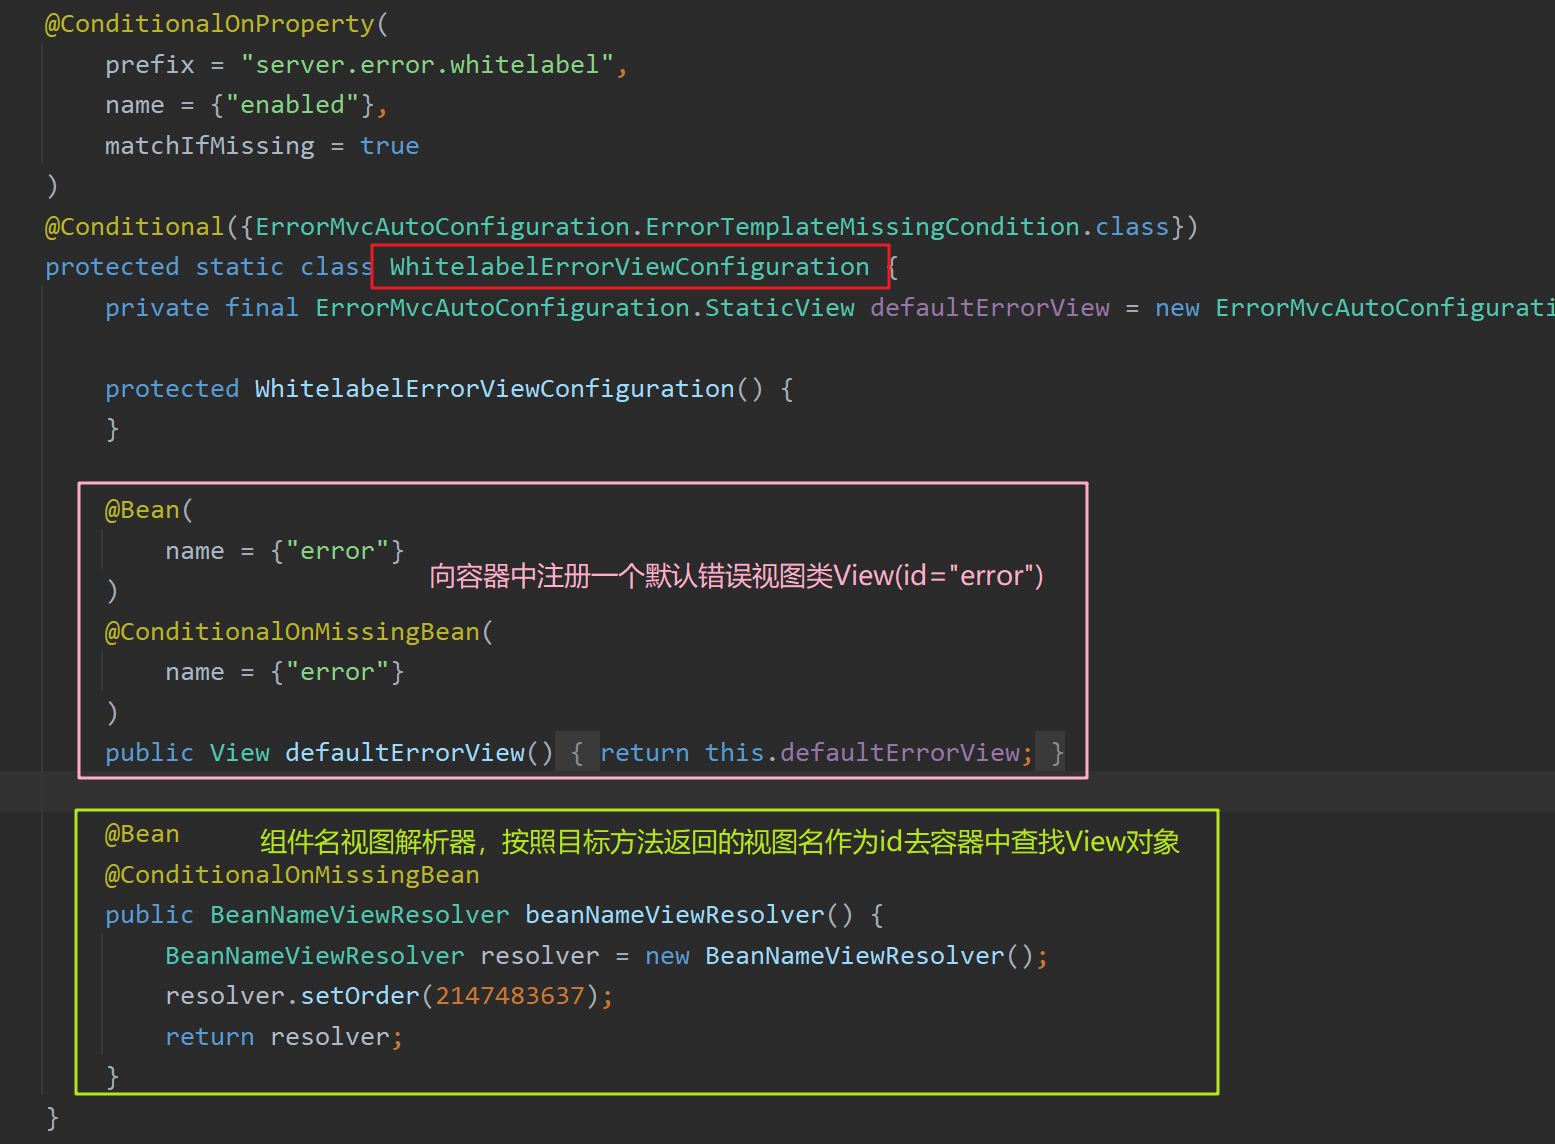 @ConditionalOnProperty(
prefix = "server.error.whitelabel",
name = {"enabled"},
matchIfMissing = true
)
@Conditional({ErrorMvcAutoConfiguration.ErrorTemplateMissingCondition.class})
protected static class WhitelabelErrorViewConfiguration {
private final ErrorMvcAutoConfiguration.StaticView defaultErrorView = new ErrorMvcAutoConfigurati
protected WhitelabelErrorViewConfiguration() {
}
@Bean(
name = {"error"}
向容器中注册一个默认错误视图类View(id="error")
)
@ConditionalOnMissingBean(
name = {"error"}
)
public View defaultErrorView() { return this.defaultErrorView; }
@Bean 组件名视图解析器，按照目标方法返回的视图名作为id去容器中查找View对象
@ConditionalOnMissingBean
public BeanNameViewResolver beanNameViewResolver() {
BeanNameViewResolver resolver = new BeanNameViewResolver();
resolver.setOrder(2147483637);
return resolver;
}
}